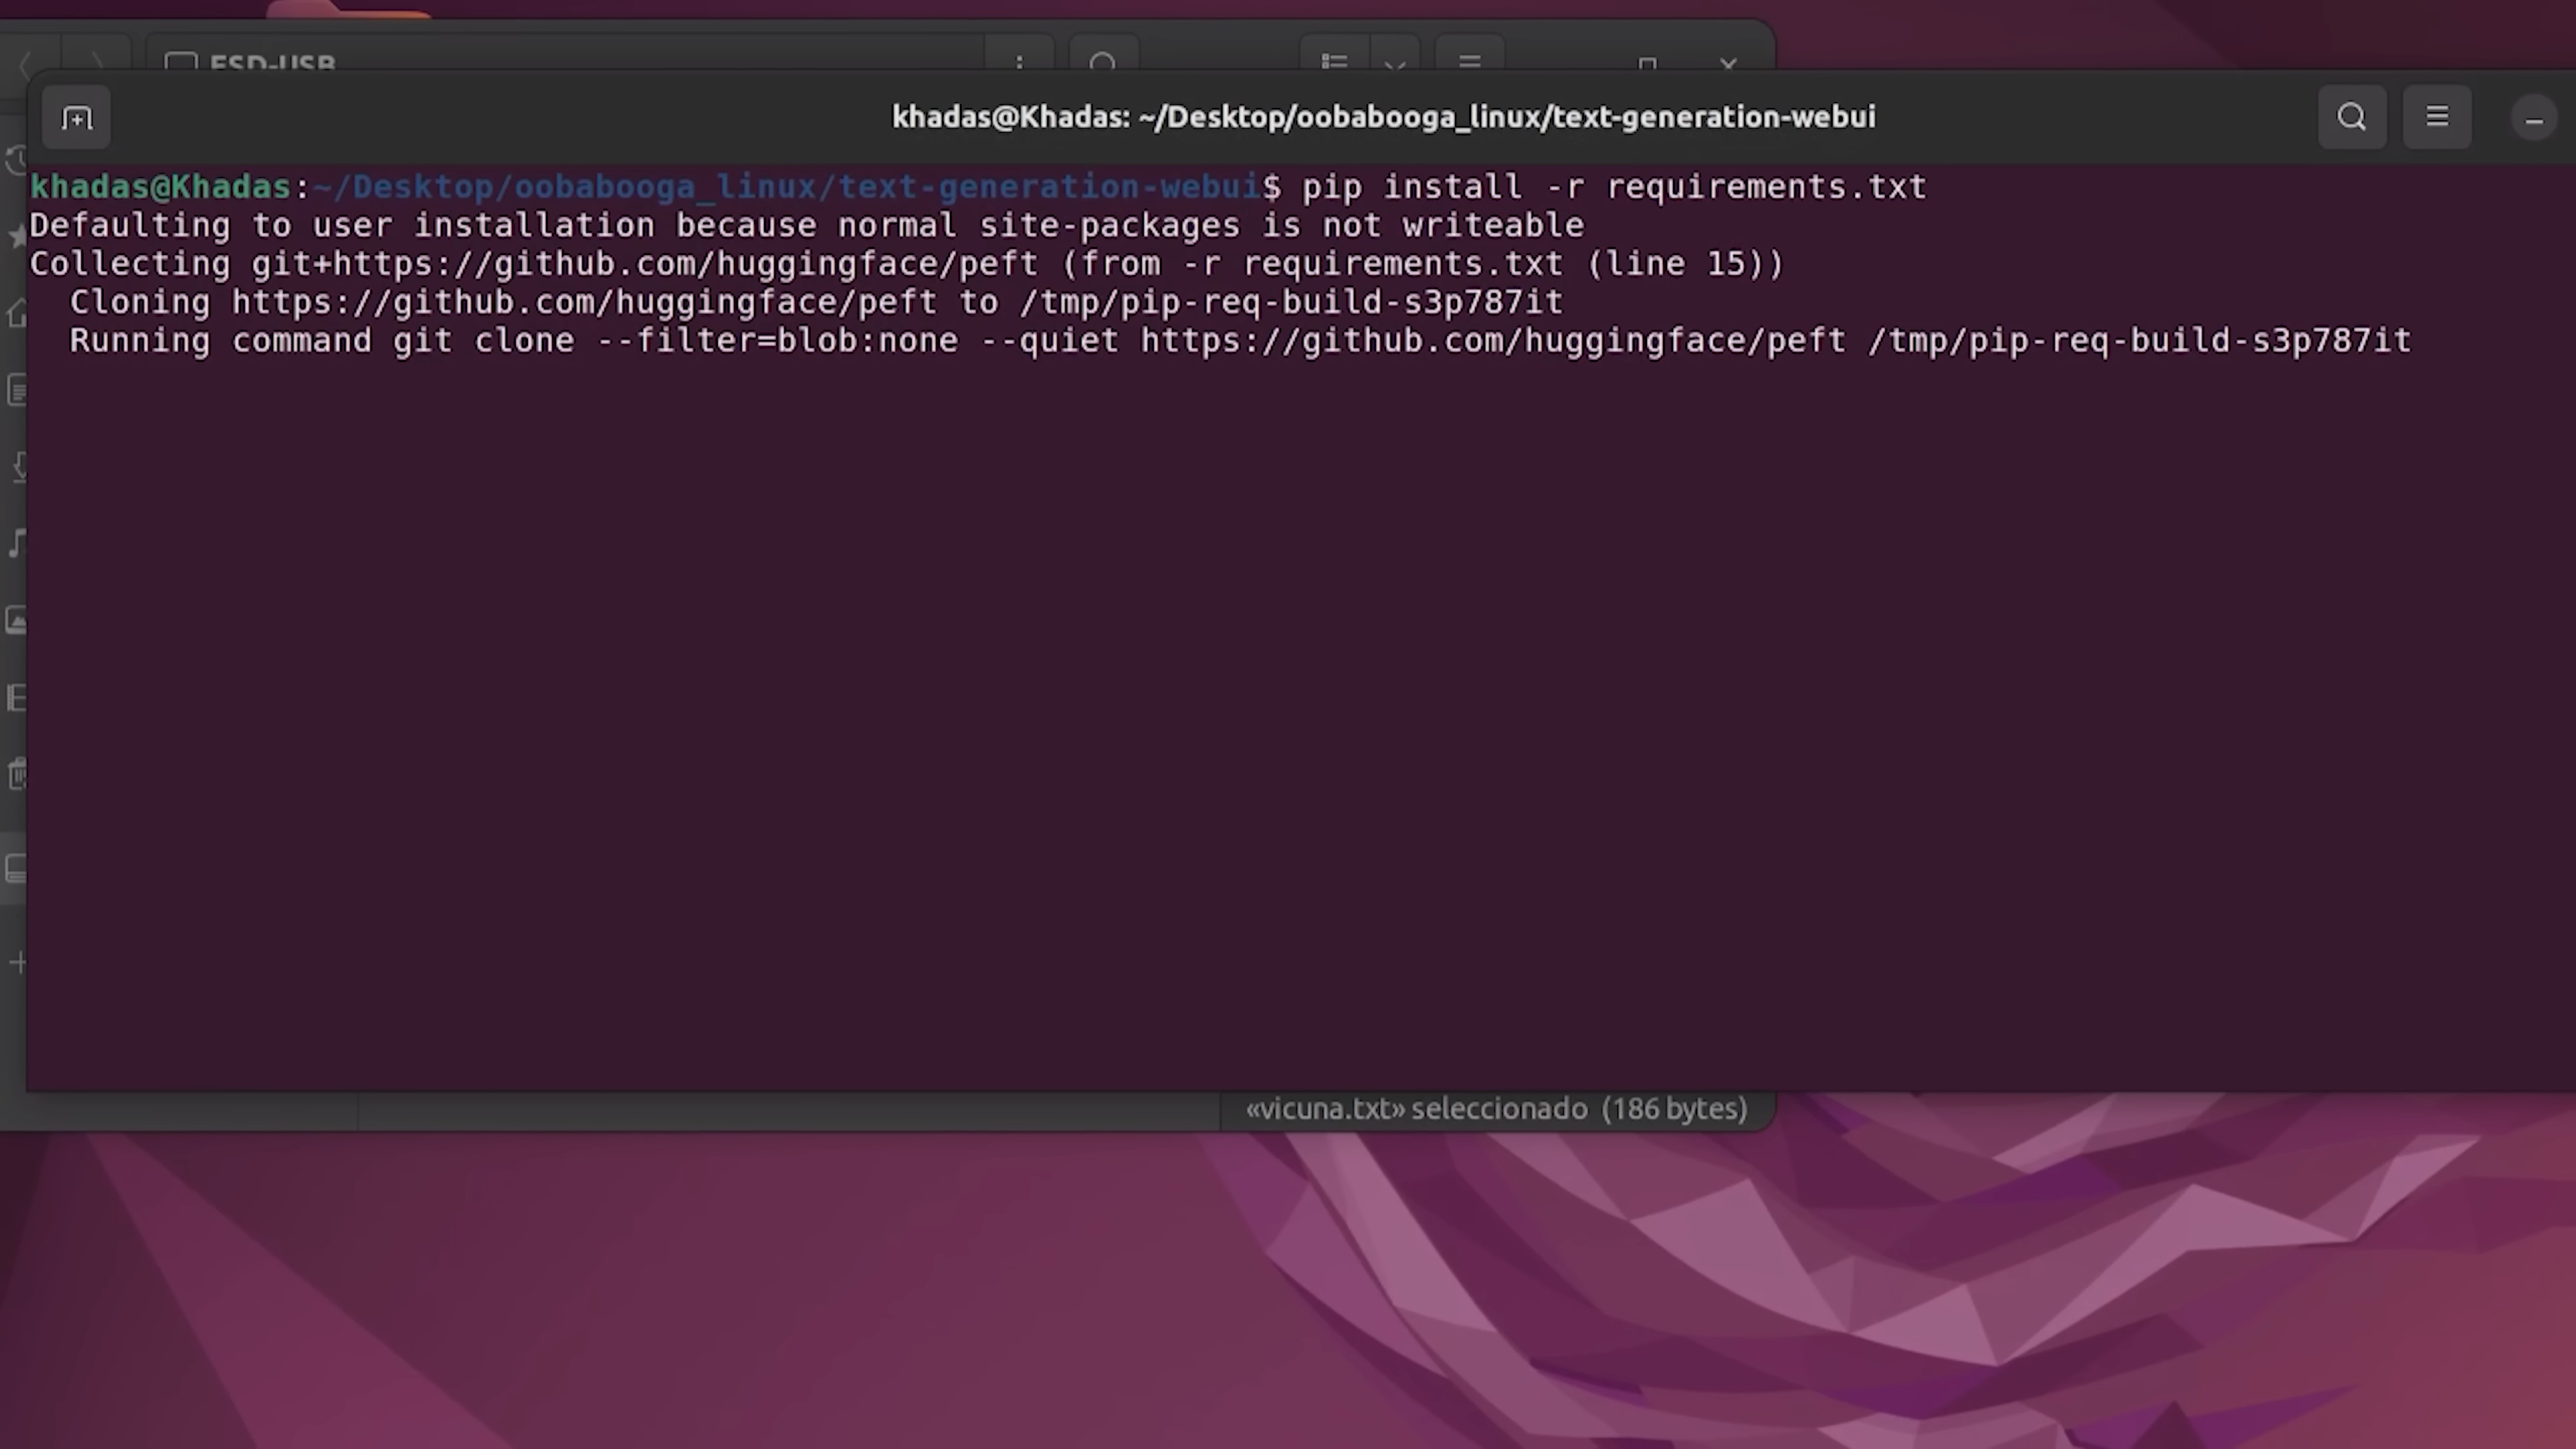 ESD-USB
khadas@Khadas: ~/Desktop/oobabooga_linux/text-generation-webui
khadas@Khadas:~/Desktop/oobabooga_linux/text-generation-webui$ pip install -r requirements.txt
Defaulting to user installation because normal site-packages is not writeable
Collecting git+https://github.com/huggingface/peft (from -r requirements.txt (line 15))
  Cloning https://github.com/huggingface/peft to /tmp/pip-req-build-s3p787it
  Running command git clone --filter=blob:none --quiet https://github.com/huggingface/peft /tmp/pip-req-build-s3p787it
«vicuna.txt» seleccionado (186 bytes)